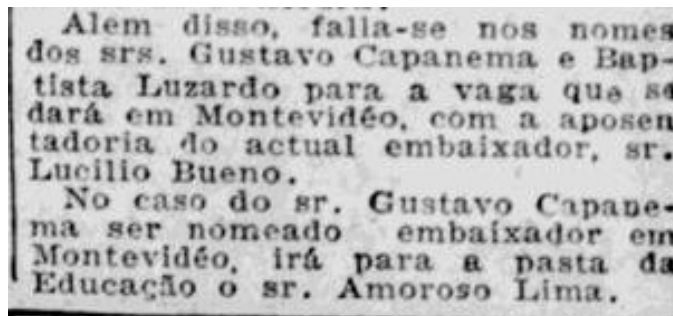 Alem disso, falla-se nos nomes
dos srs. Gustavo Capanema e Bap-
tista Luzardo para a vaga que se
dará em Montevidéo, com a aposen
tadoria do actual embaixador, sr.
Lucilio Bueno.
No caso do sr. Gustavo Capane-
ma ser nomeado embaixador em
Montevidéo, irá para a pasta da
Educação o sr. Amoroso Lima.